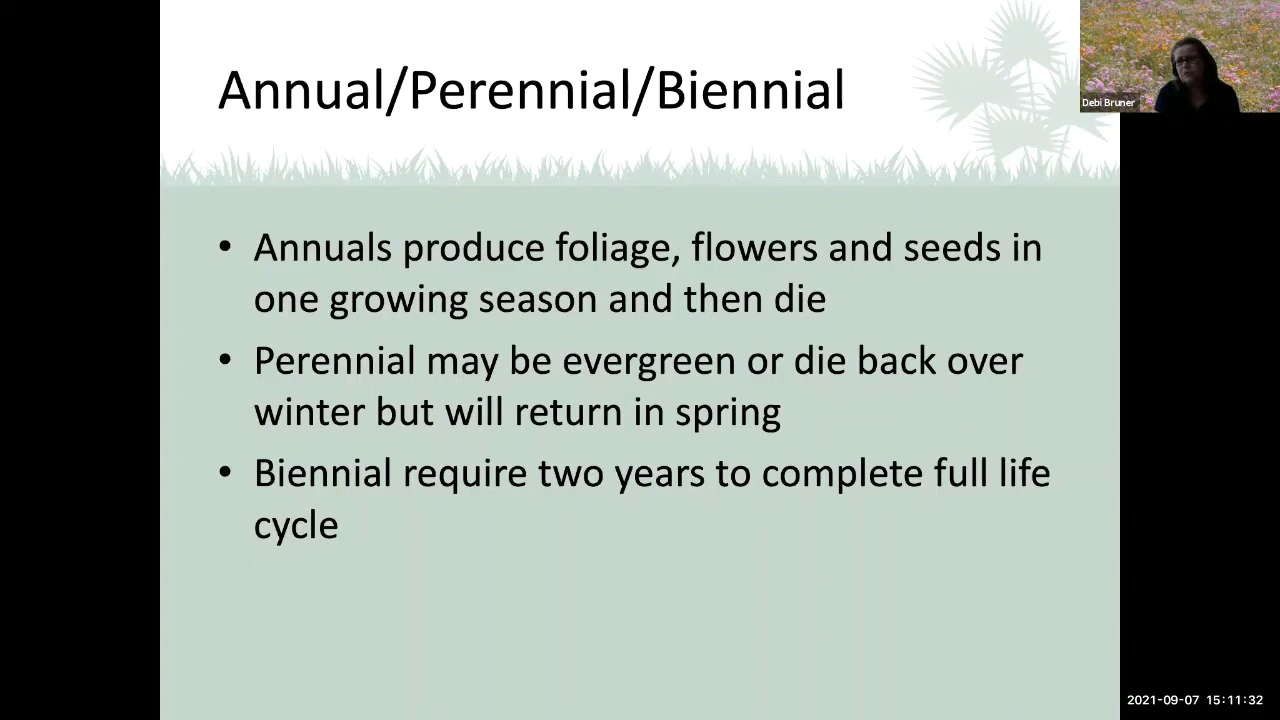 Annual/Perennial/Biennial
Debi Bruner
• Annuals produce foliage, flowers and seeds in
one growing season and then die
• Perennial may be evergreen or die back over
winter but will return in spring
• Biennial require two years to complete full life
cycle
2021-09-07 15:11:32